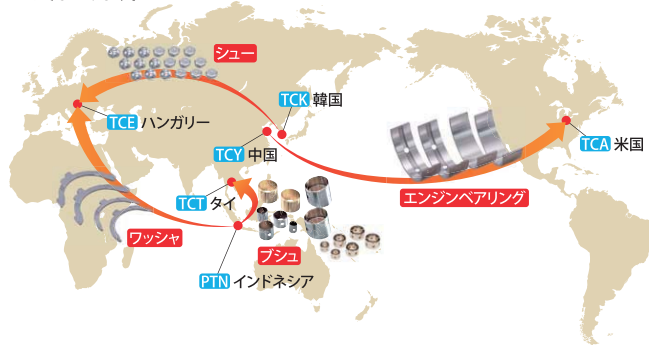 シュー
TCK 韓国
TCE ハンガリー
TCY 中国
TCA 米国
TCT タイ
エンジンベアリング
ワッシャ
ブシュ
PTN インドネシア